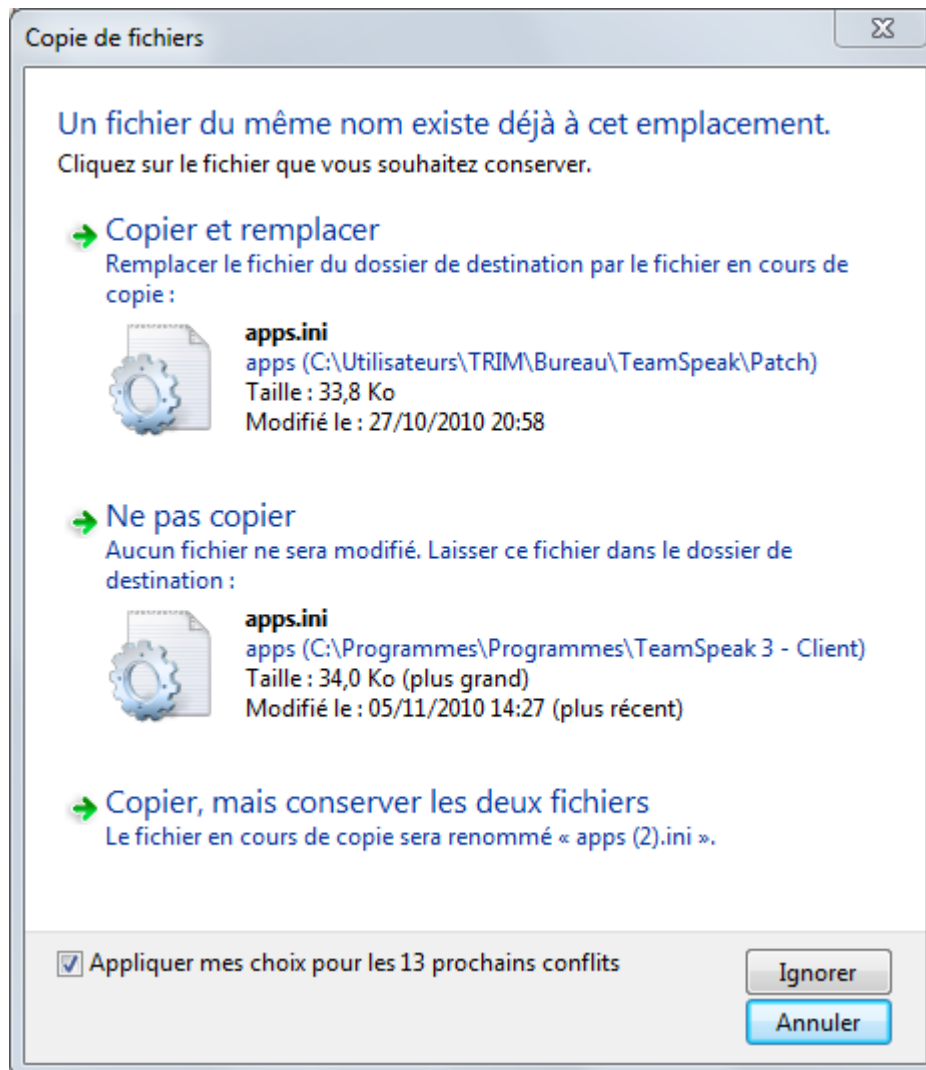 Copie de fichiers
Un fichier du même nom existe déjà à cet emplacement.
Cliquez sur le fichier que vous souhaitez conserver.
Copier et remplacer
Remplacer le fichier du dossier de destination par le fichier en cours de
copie :
apps.ini
apps (C:\Utilisateurs\TRIM\Bureau\TeamSpeak\Patch)
Taille : 33,8 Ko
Modifié le : 27/10/2010 20:58
Ne pas copier
Aucun fichier ne sera modifié. Laisser ce fichier dans le dossier de
destination :
apps.ini
apps (C:\Programmes\Programmes\TeamSpeak 3 - Client)
Taille : 34,0 Ko (plus grand)
Modifié le : 05/11/2010 14:27 (plus récent)
Copier, mais conserver les deux fichiers
Le fichier en cours de copie sera renommé « apps (2).ini ».
Appliquer mes choix pour les 13 prochains conflits
Ignorer
Annuler